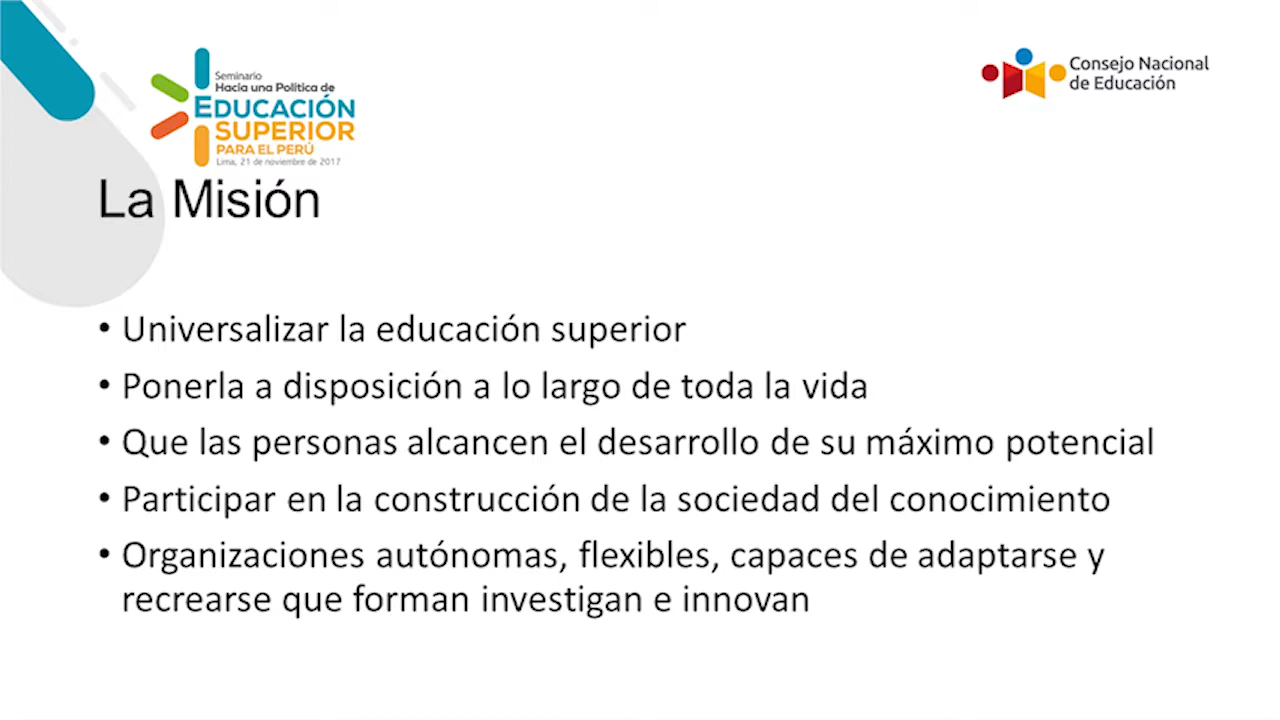 Seminario
Hacia una Política de
EDUCACIÓN
SUPERIOR
PARA EL PERÚ
Lima, 21 de noviembre de 2017
Consejo Nacional
de Educación
La Misión
• Universalizar la educación superior
• Ponerla a disposición a lo largo de toda la vida
• Que las personas alcancen el desarrollo de su máximo potencial
• Participar en la construcción de la sociedad del conocimiento
• Organizaciones autónomas, flexibles, capaces de adaptarse y
recrearse que forman investigan e innovan